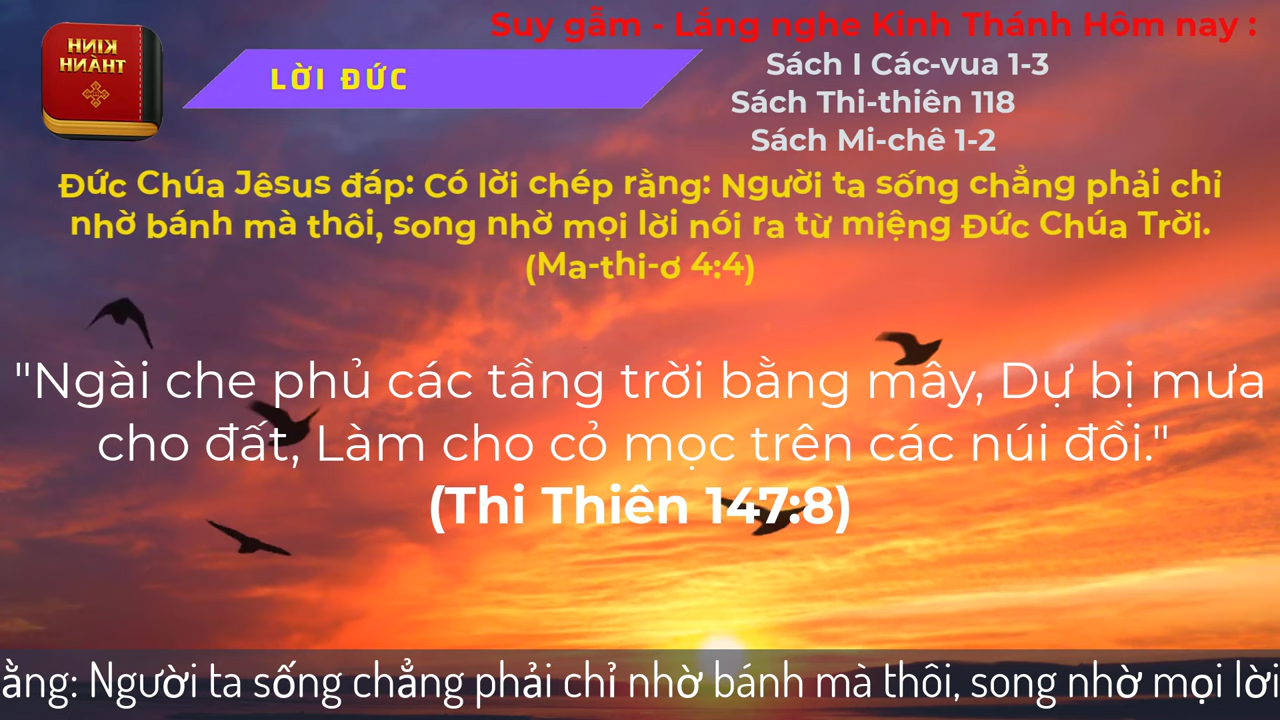 Suy gẫm - Lắng nghe Kinh Thánh Hôm nay :
KINH
THÁNH
LỜI ĐỨC
Sách I Các-vua 1-3
Sách Thi-thiên 118
Sách Mi-chê 1-2
Đức Chúa Jêsus đáp: Có lời chép rằng: Người ta sống chẳng phải chỉ
nhờ bánh mà thôi, song nhờ mọi lời nói ra từ miệng Đức Chúa Trời.
(Ma-thi-ơ 4:4)
"Ngài che phủ các tầng trời bằng mây, Dự bị mưa
cho đất, Làm cho cỏ mọc trên các núi đồi."
(Thi Thiên 147:8)
ằng: Người ta sống chẳng phải chỉ nhờ bánh mà thôi, song nhờ mọi lời